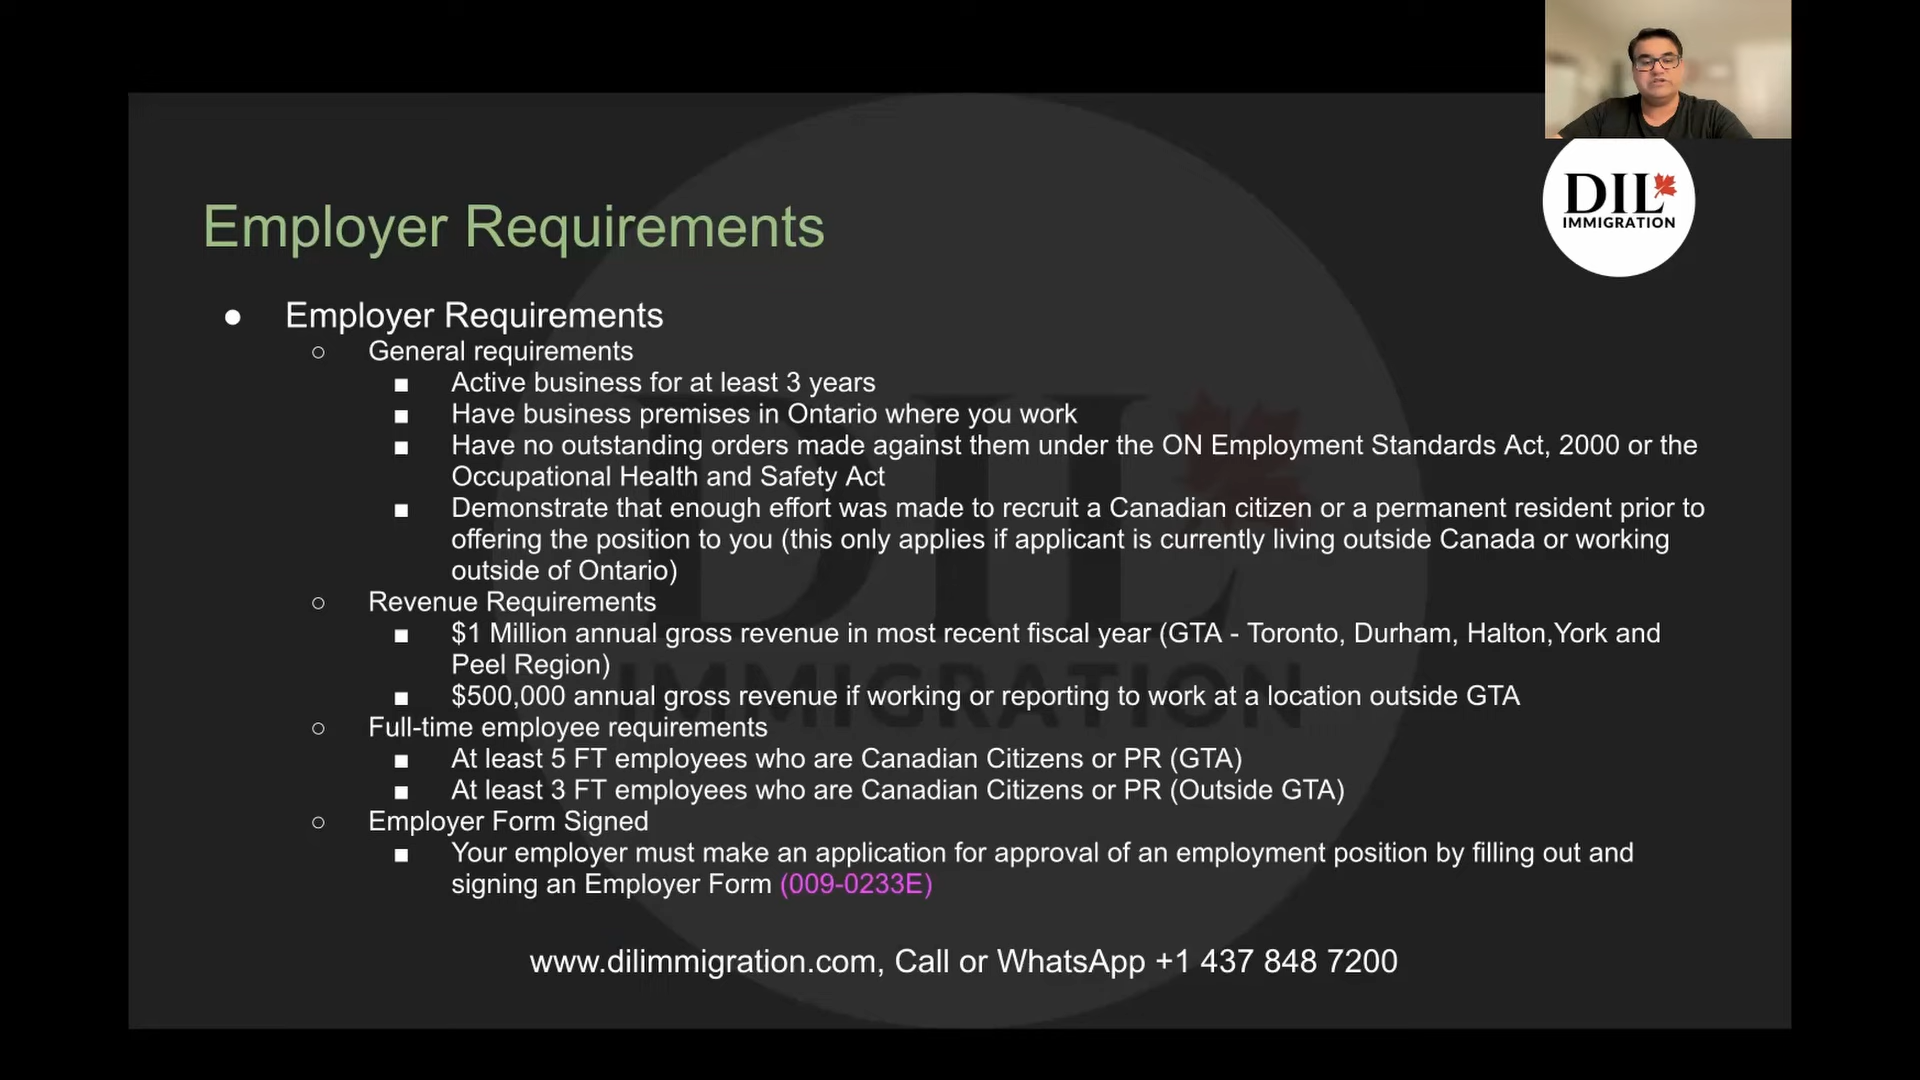 DIL
IMMIGRATION
Employer Requirements
● Employer Requirements
○ General requirements
■ Active business for at least 3 years
■ Have business premises in Ontario where you work
■ Have no outstanding orders made against them under the ON Employment Standards Act, 2000 or the
Occupational Health and Safety Act
■ Demonstrate that enough effort was made to recruit a Canadian citizen or a permanent resident prior to
offering the position to you (this only applies if applicant is currently living outside Canada or working
outside of Ontario)
○ Revenue Requirements
■ $1 Million annual gross revenue in most recent fiscal year (GTA - Toronto, Durham, Halton,York and
Peel Region)
■ $500,000 annual gross revenue if working or reporting to work at a location outside GTA
○ Full-time employee requirements
■ At least 5 FT employees who are Canadian Citizens or PR (GTA)
■ At least 3 FT employees who are Canadian Citizens or PR (Outside GTA)
○ Employer Form Signed
■ Your employer must make an application for approval of an employment position by filling out and
signing an Employer Form (009-0233E)
www.dilimmigration.com, Call or WhatsApp +1 437 848 7200
DIL
IMMIGRATION